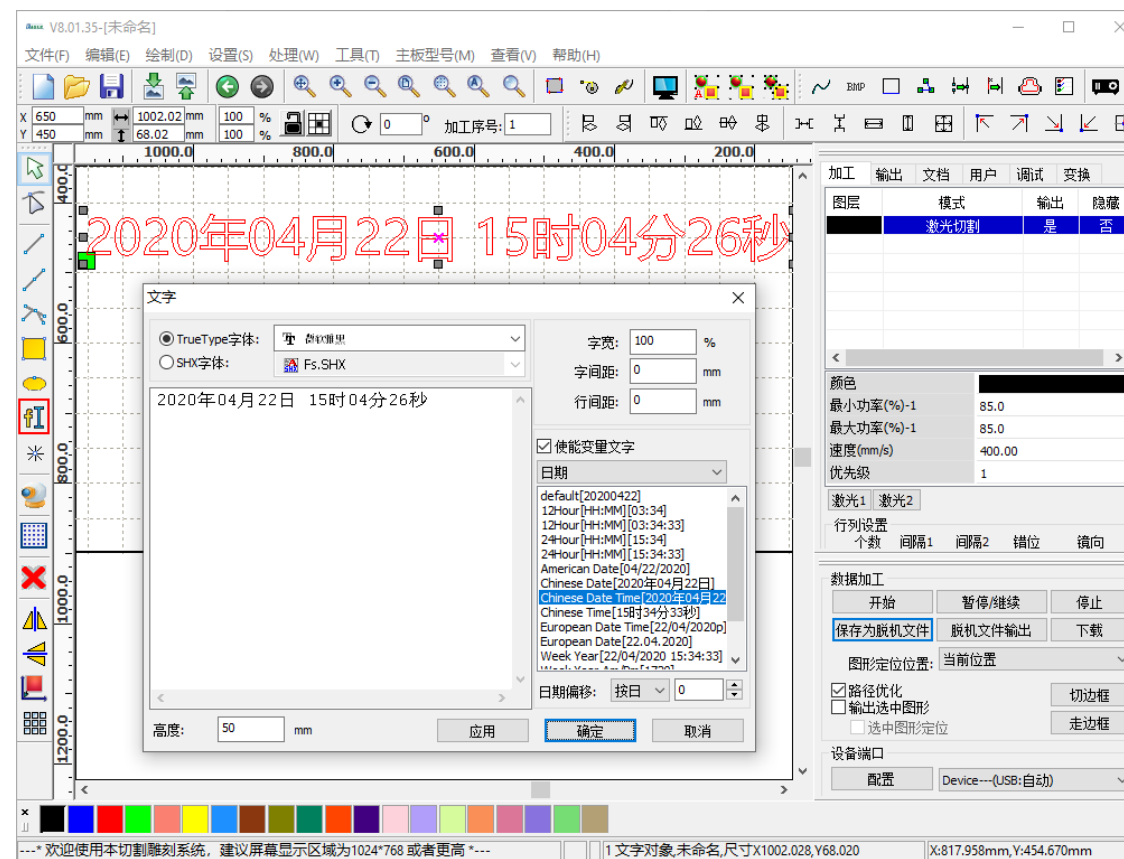 V8.01.35-[未命名]
文件(F) 编辑(E) 绘制(D) 设置(S) 处理(W) 工具(T) 主板型号(M) 查看(V) 帮助(H)
BMP
X 650 mm 1002.02 mm 100 %
Y 450 mm 68.02 mm 100 %
0 ° 加工序号: 1
1000.0 800.0 600.0 400.0 200.0
400.0
600.0
800.0
1000.0
1200.0
2020年04月22日 15时04分26秒
文字
TrueType字体: 微软雅黑
SHX字体: Fs.SHX
2020年04月22日 15时04分26秒
字宽: 100 %
字间距: 0 mm
行间距: 0 mm
使能变量文字
日期
default[20200422]
12Hour[HH:MM][03:34]
12Hour[HH:MM][03:34:33]
24Hour[HH:MM][15:34]
24Hour[HH:MM][15:34:33]
American Date[04/22/2020]
Chinese Date[2020年04月22日]
Chinese Date Time[2020年04月22
Chinese Time[15时34分33秒]
European Date Time[22/04/2020p]
European Date[22.04.2020]
Week Year[22/04/2020 15:34:33]
日期偏移: 按日 0
高度: 50 mm
应用 确定 取消
加工 输出 文档 用户 调试 变换
图层 模式 输出 隐藏
激光切割 是 否
颜色
最小功率(%)-1 85.0
最大功率(%)-1 85.0
速度(mm/s) 400.00
优先级 1
激光1 激光2
行列设置
个数 间隔1 间隔2 错位 镜向
数据加工
开始 暂停/继续 停止
保存为脱机文件 脱机文件输出 下载
图形定位位置: 当前位置
路径优化
输出选中图形
选中图形定位
切边框
走边框
设备端口
配置 Device---(USB:自动)
---* 欢迎使用本切割雕刻系统，建议屏幕显示区域为1024*768 或者更高 *---
1 文字对象,未命名,尺寸X1002.028,Y68.020
X:817.958mm,Y:454.670mm